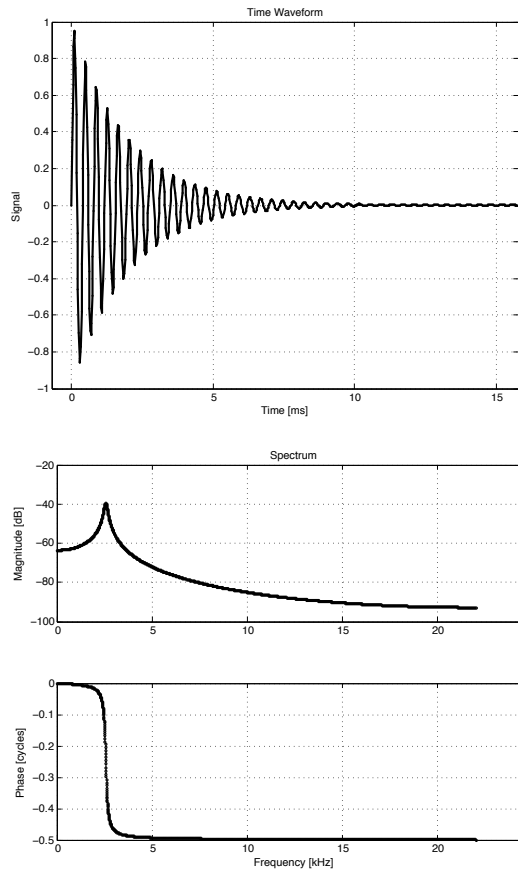 Time Waveform
1
0.8
0.6
0.4
0.2
0
−0.2
−0.4
−0.6
−0.8
−1
Signal
0 5 10 15
Time [ms]
Spectrum
−20
−40
−60
−80
−100
Magnitude [dB]
0 5 10 15 20
0
−0.1
−0.2
−0.3
−0.4
−0.5
Phase [cycles]
0 5 10 15 20
Frequency [kHz]